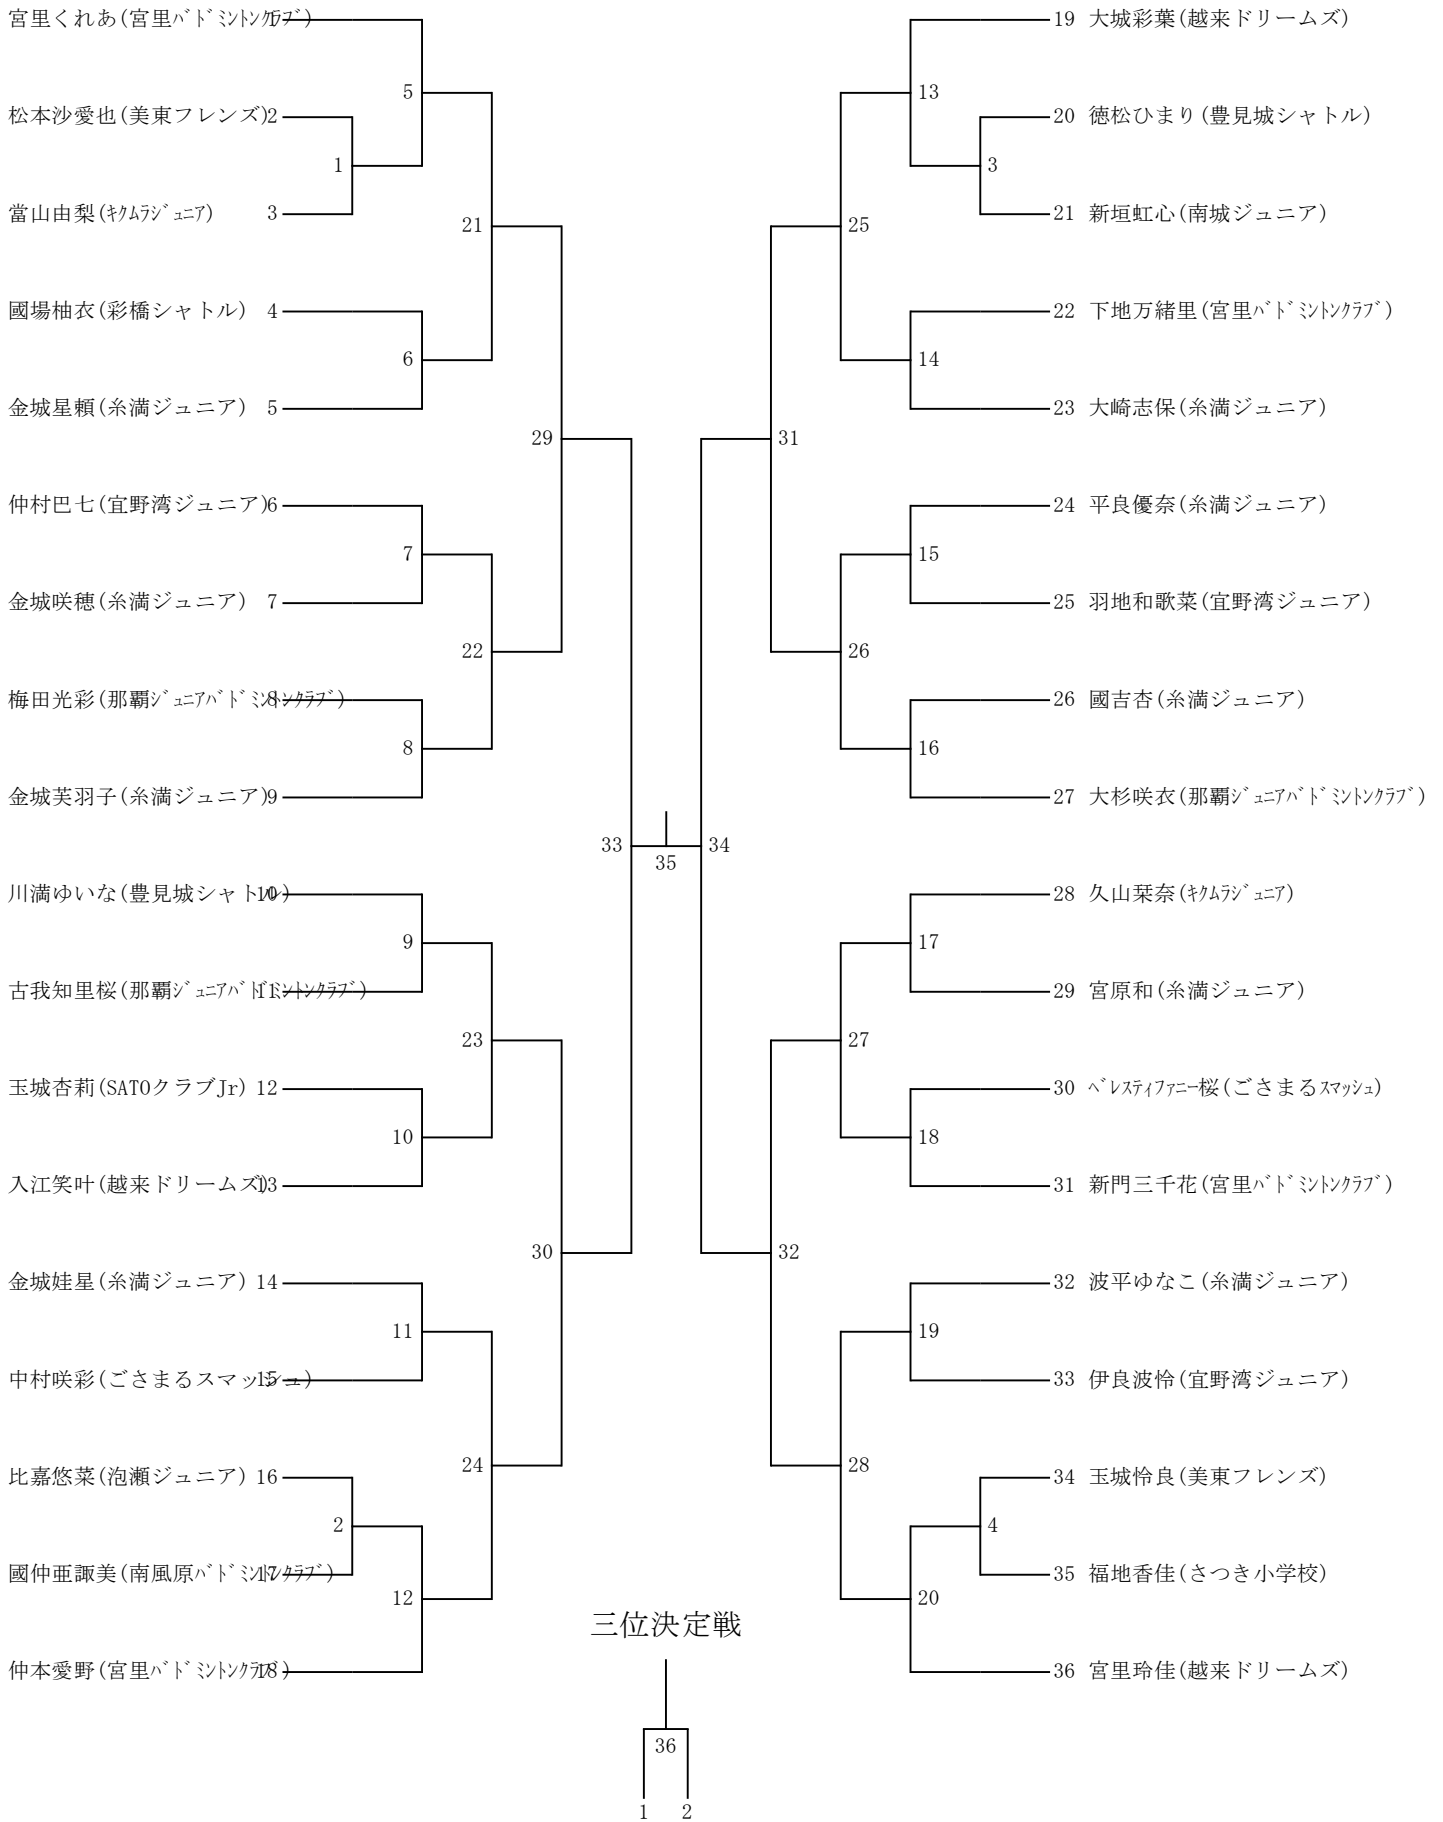 宮里くれあ(宮里ﾊﾞﾄﾞﾐﾝﾄﾝｸﾗﾌﾞ) 1
松本沙愛也(美東フレンズ) 2
當山由梨(ｷｸﾑﾗｼﾞｭﾆｱ) 3
國場柚衣(彩橋シャトル) 4
金城星頼(糸満ジュニア) 5
仲村巴七(宜野湾ジュニア) 6
金城咲穂(糸満ジュニア) 7
梅田光彩(那覇ｼﾞｭﾆｱﾊﾞﾄﾞﾐﾝﾄﾝｸﾗﾌﾞ) 8
金城芙羽子(糸満ジュニア) 9
川満ゆいな(豊見城シャトル) 10
古我知里桜(那覇ｼﾞｭﾆｱﾊﾞﾄﾞﾐﾝﾄﾝｸﾗﾌﾞ) 11
玉城杏莉(SATOクラブJr) 12
入江笑叶(越来ドリームズ) 13
金城娃星(糸満ジュニア) 14
中村咲彩(ごさまるスマッシュ) 15
比嘉悠菜(泡瀬ジュニア) 16
國仲亜諏美(南風原ﾊﾞﾄﾞﾐﾝﾄﾝｸﾗﾌﾞ) 17
仲本愛野(宮里ﾊﾞﾄﾞﾐﾝﾄﾝｸﾗﾌﾞ) 18
1
2
5
6
7
8
9
10
11
12
21
22
23
24
29
30
33
35
34
31
32
25
26
27
28
13
14
15
16
17
18
19
20
3
4
19 大城彩葉(越来ドリームズ)
20 徳松ひまり(豊見城シャトル)
21 新垣虹心(南城ジュニア)
22 下地万緒里(宮里ﾊﾞﾄﾞﾐﾝﾄﾝｸﾗﾌﾞ)
23 大崎志保(糸満ジュニア)
24 平良優奈(糸満ジュニア)
25 羽地和歌菜(宜野湾ジュニア)
26 國吉杏(糸満ジュニア)
27 大杉咲衣(那覇ｼﾞｭﾆｱﾊﾞﾄﾞﾐﾝﾄﾝｸﾗﾌﾞ)
28 久山栞奈(ｷｸﾑﾗｼﾞｭﾆｱ)
29 宮原和(糸満ジュニア)
30 ﾍﾞﾚｽﾃｨﾌｧﾆｰ桜(ごさまるｽﾏｯｼｭ)
31 新門三千花(宮里ﾊﾞﾄﾞﾐﾝﾄﾝｸﾗﾌﾞ)
32 波平ゆなこ(糸満ジュニア)
33 伊良波怜(宜野湾ジュニア)
34 玉城怜良(美東フレンズ)
35 福地香佳(さつき小学校)
36 宮里玲佳(越来ドリームズ)
三位決定戦
36
1 2